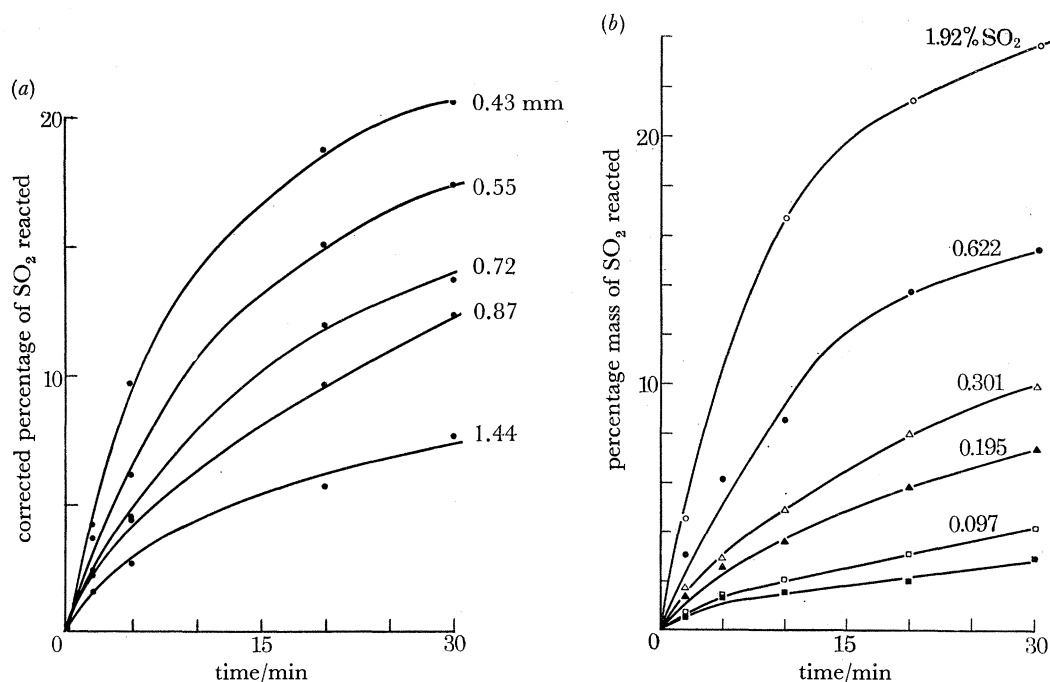 (a)
corrected percentage of SO₂ reacted
20
10
0
15
30
time/min
0.43 mm
0.55
0.72
0.87
1.44
(b)
percentage mass of SO₂ reacted
20
10
0
15
30
time/min
1.92% SO₂
0.622
0.301
0.195
0.097